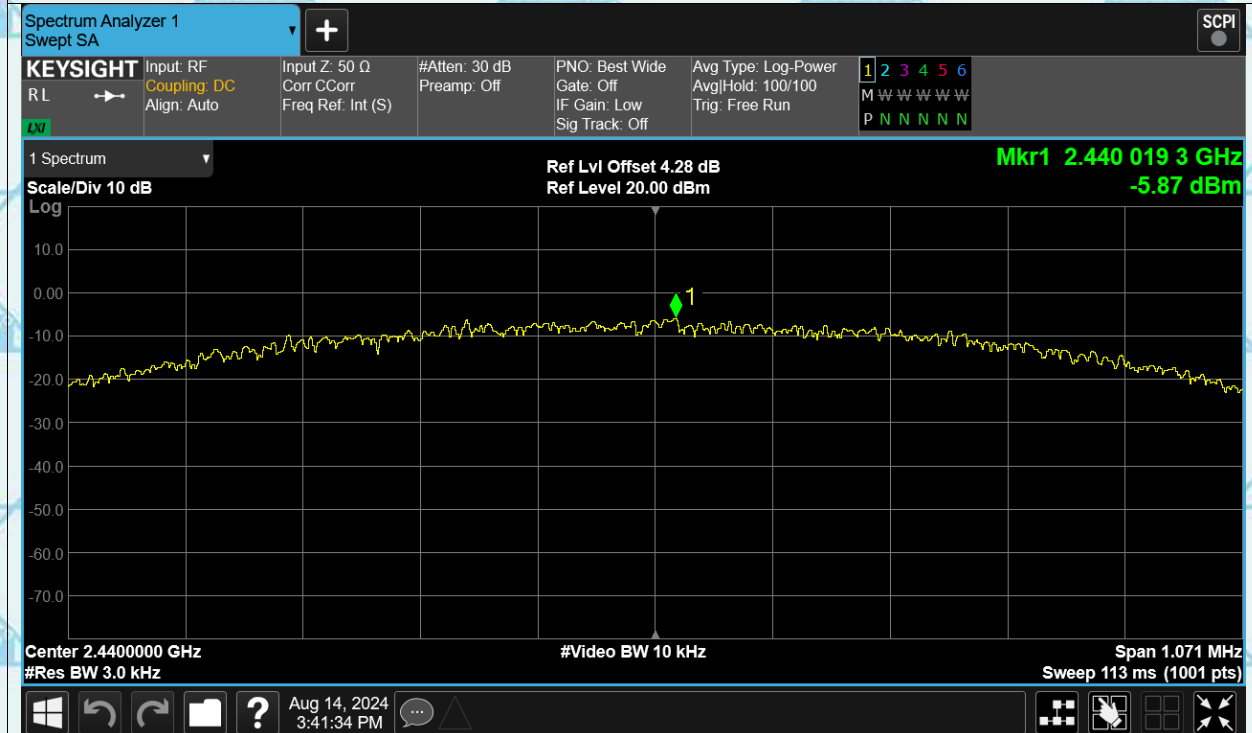 Spectrum Analyzer 1
Swept SA
SCPI
KEYSIGHT
R L
LXI
Input: RF
Coupling: DC
Align: Auto
Input Z: 50 Ω
Corr CCorr
Freq Ref: Int (S)
#Atten: 30 dB
Preamp: Off
PNO: Best Wide
Gate: Off
IF Gain: Low
Sig Track: Off
Avg Type: Log-Power
Avg|Hold: 100/100
Trig: Free Run
1 2 3 4 5 6
M W W W W W W
P N N N N N N
1 Spectrum
Scale/Div 10 dB
Log
Ref Lvl Offset 4.28 dB
Ref Level 20.00 dBm
Mkr1 2.440 019 3 GHz
-5.87 dBm
10.0
0.00
-10.0
-20.0
-30.0
-40.0
-50.0
-60.0
-70.0
1
Center 2.4400000 GHz
#Res BW 3.0 kHz
#Video BW 10 kHz
Span 1.071 MHz
Sweep 113 ms (1001 pts)
?
Aug 14, 2024
3:41:34 PM